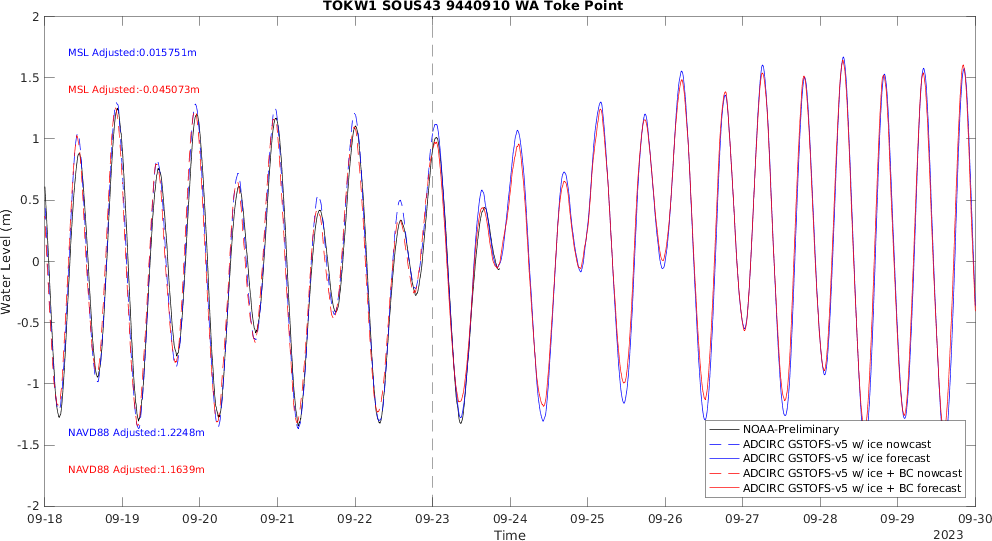 TOKW1 SOUS43 9440910 WA Toke Point
MSL Adjusted:0.015751m
MSL Adjusted:-0.045073m
NAVD88 Adjusted:1.2248m
NAVD88 Adjusted:1.1639m
Water Level (m)
2
1.5
1
0.5
0
-0.5
-1
-1.5
-2
NOAA-Preliminary
ADCIRC GSTOFS-v5 w/ ice nowcast
ADCIRC GSTOFS-v5 w/ ice forecast
ADCIRC GSTOFS-v5 w/ ice + BC nowcast
ADCIRC GSTOFS-v5 w/ ice + BC forecast
09-18 09-19 09-20 09-21 09-22 09-23 09-24 09-25 09-26 09-27 09-28 09-29 09-30
Time
2023